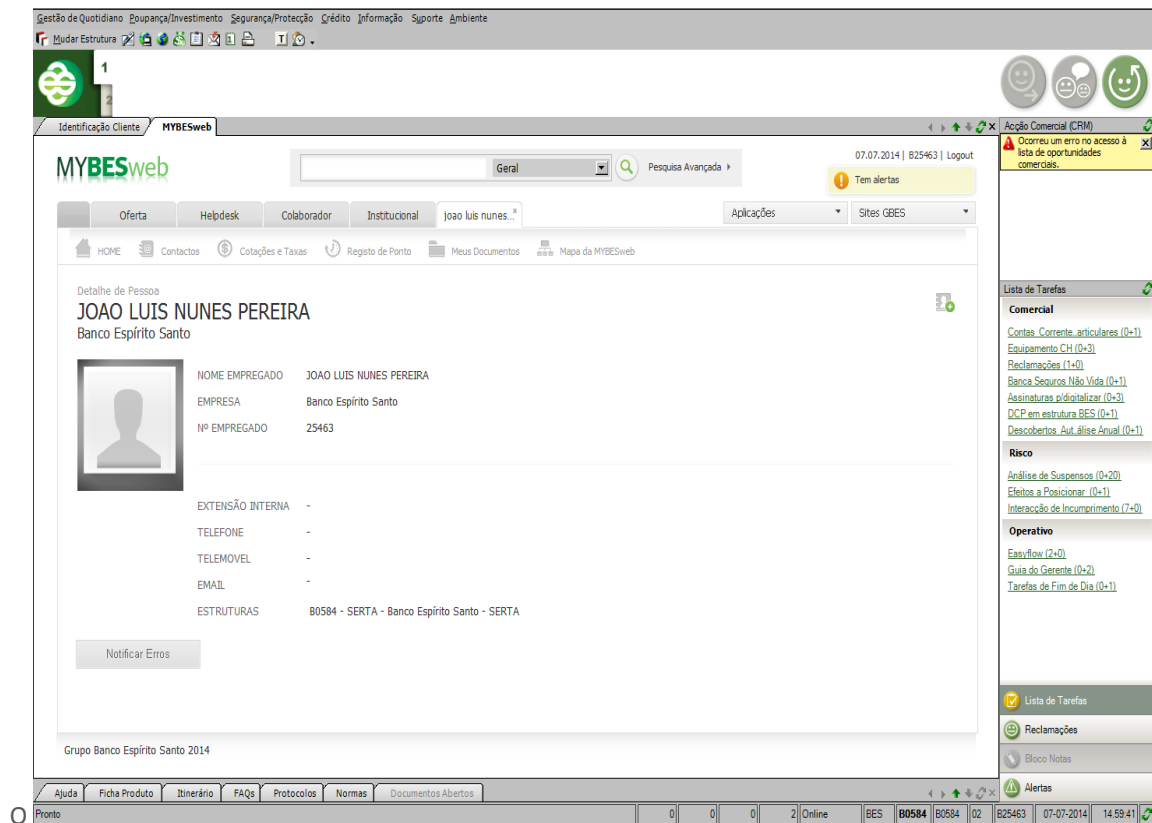 Gestão de Quotidiano Poupança/Investimento Segurança/Protecção Crédito Informação Suporte Ambiente
Mudar Estrutura
1
2
Identificação Cliente MYBESweb
Acção Comercial (CRM)
Ocorreu um erro no acesso à
lista de oportunidades
comerciais.
MYBESweb
Geral
Pesquisa Avançada
07.07.2014 | B25463 | Logout
Tem alertas
Oferta Helpdesk Colaborador Institucional joao luis nunes...x
Aplicações Sites GBES
HOME Contactos Cotações e Taxas Registo de Ponto Meus Documentos Mapa da MYBESweb
Detalhe de Pessoa
JOAO LUIS NUNES PEREIRA
Banco Espírito Santo
NOME EMPREGADO JOAO LUIS NUNES PEREIRA
EMPRESA Banco Espírito Santo
Nº EMPREGADO 25463
EXTENSÃO INTERNA -
TELEFONE -
TELEMOVEL -
EMAIL -
ESTRUTURAS B0584 - SERTA - Banco Espírito Santo - SERTA
Notificar Erros
Grupo Banco Espírito Santo 2014
Lista de Tarefas
Comercial
Contas Corrente..articulares (0+1)
Equipamento CH (0+3)
Reclamações (1+0)
Banca Seguros Não Vida (0+1)
Assinaturas p/digitalizar (0+3)
DCP em estrutura BES (0+1)
Descobertos Aut..álise Anual (0+1)
Risco
Análise de Suspensos (0+20)
Efeitos a Posicionar (0+1)
Interacção de Incumprimento (7+0)
Operativo
Easyflow (2+0)
Guia do Gerente (0+2)
Tarefas de Fim de Dia (0+1)
Lista de Tarefas
Reclamações
Bloco Notas
Alertas
Ajuda Ficha Produto Itinerário FAQs Protocolos Normas Documentos Abertos
o
Pronto 0 0 0 2 Online BES B0584 B0584 02 B25463 07-07-2014 14.59:41